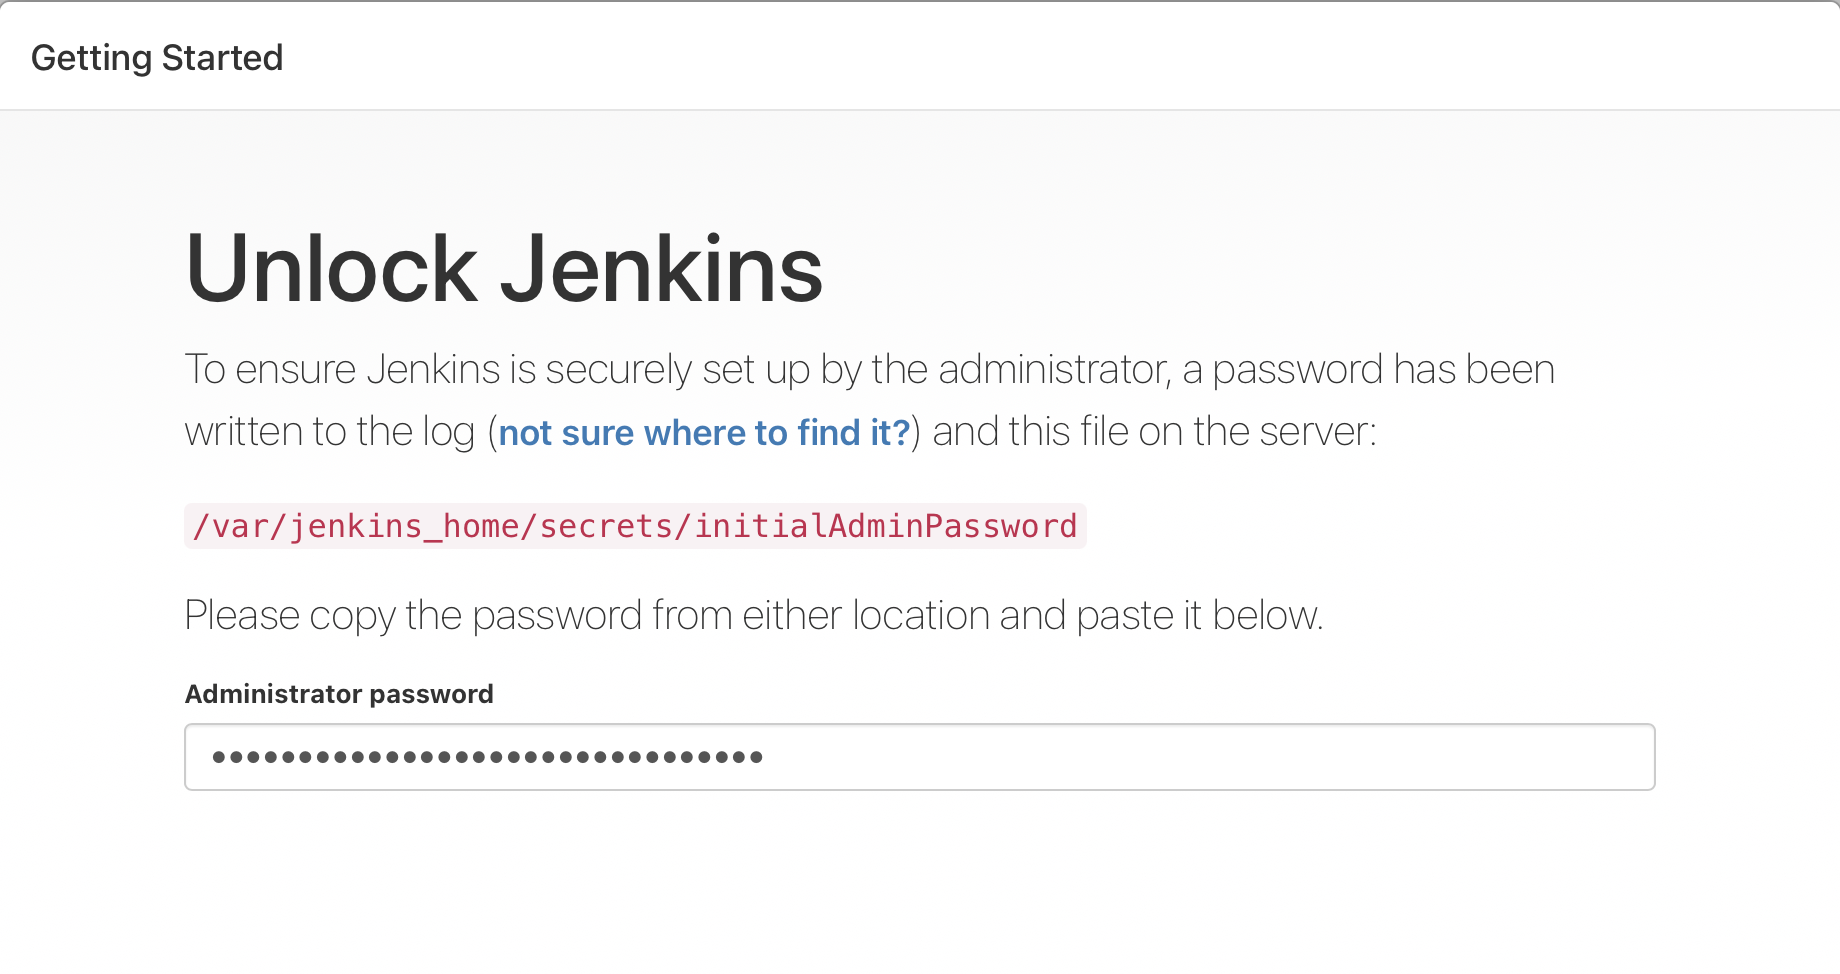 Getting Started
Unlock Jenkins
To ensure Jenkins is securely set up by the administrator, a password has been
written to the log (not sure where to find it?) and this file on the server:
/var/jenkins_home/secrets/initialAdminPassword
Please copy the password from either location and paste it below.
Administrator password
••••••••••••••••••••••••••••••••